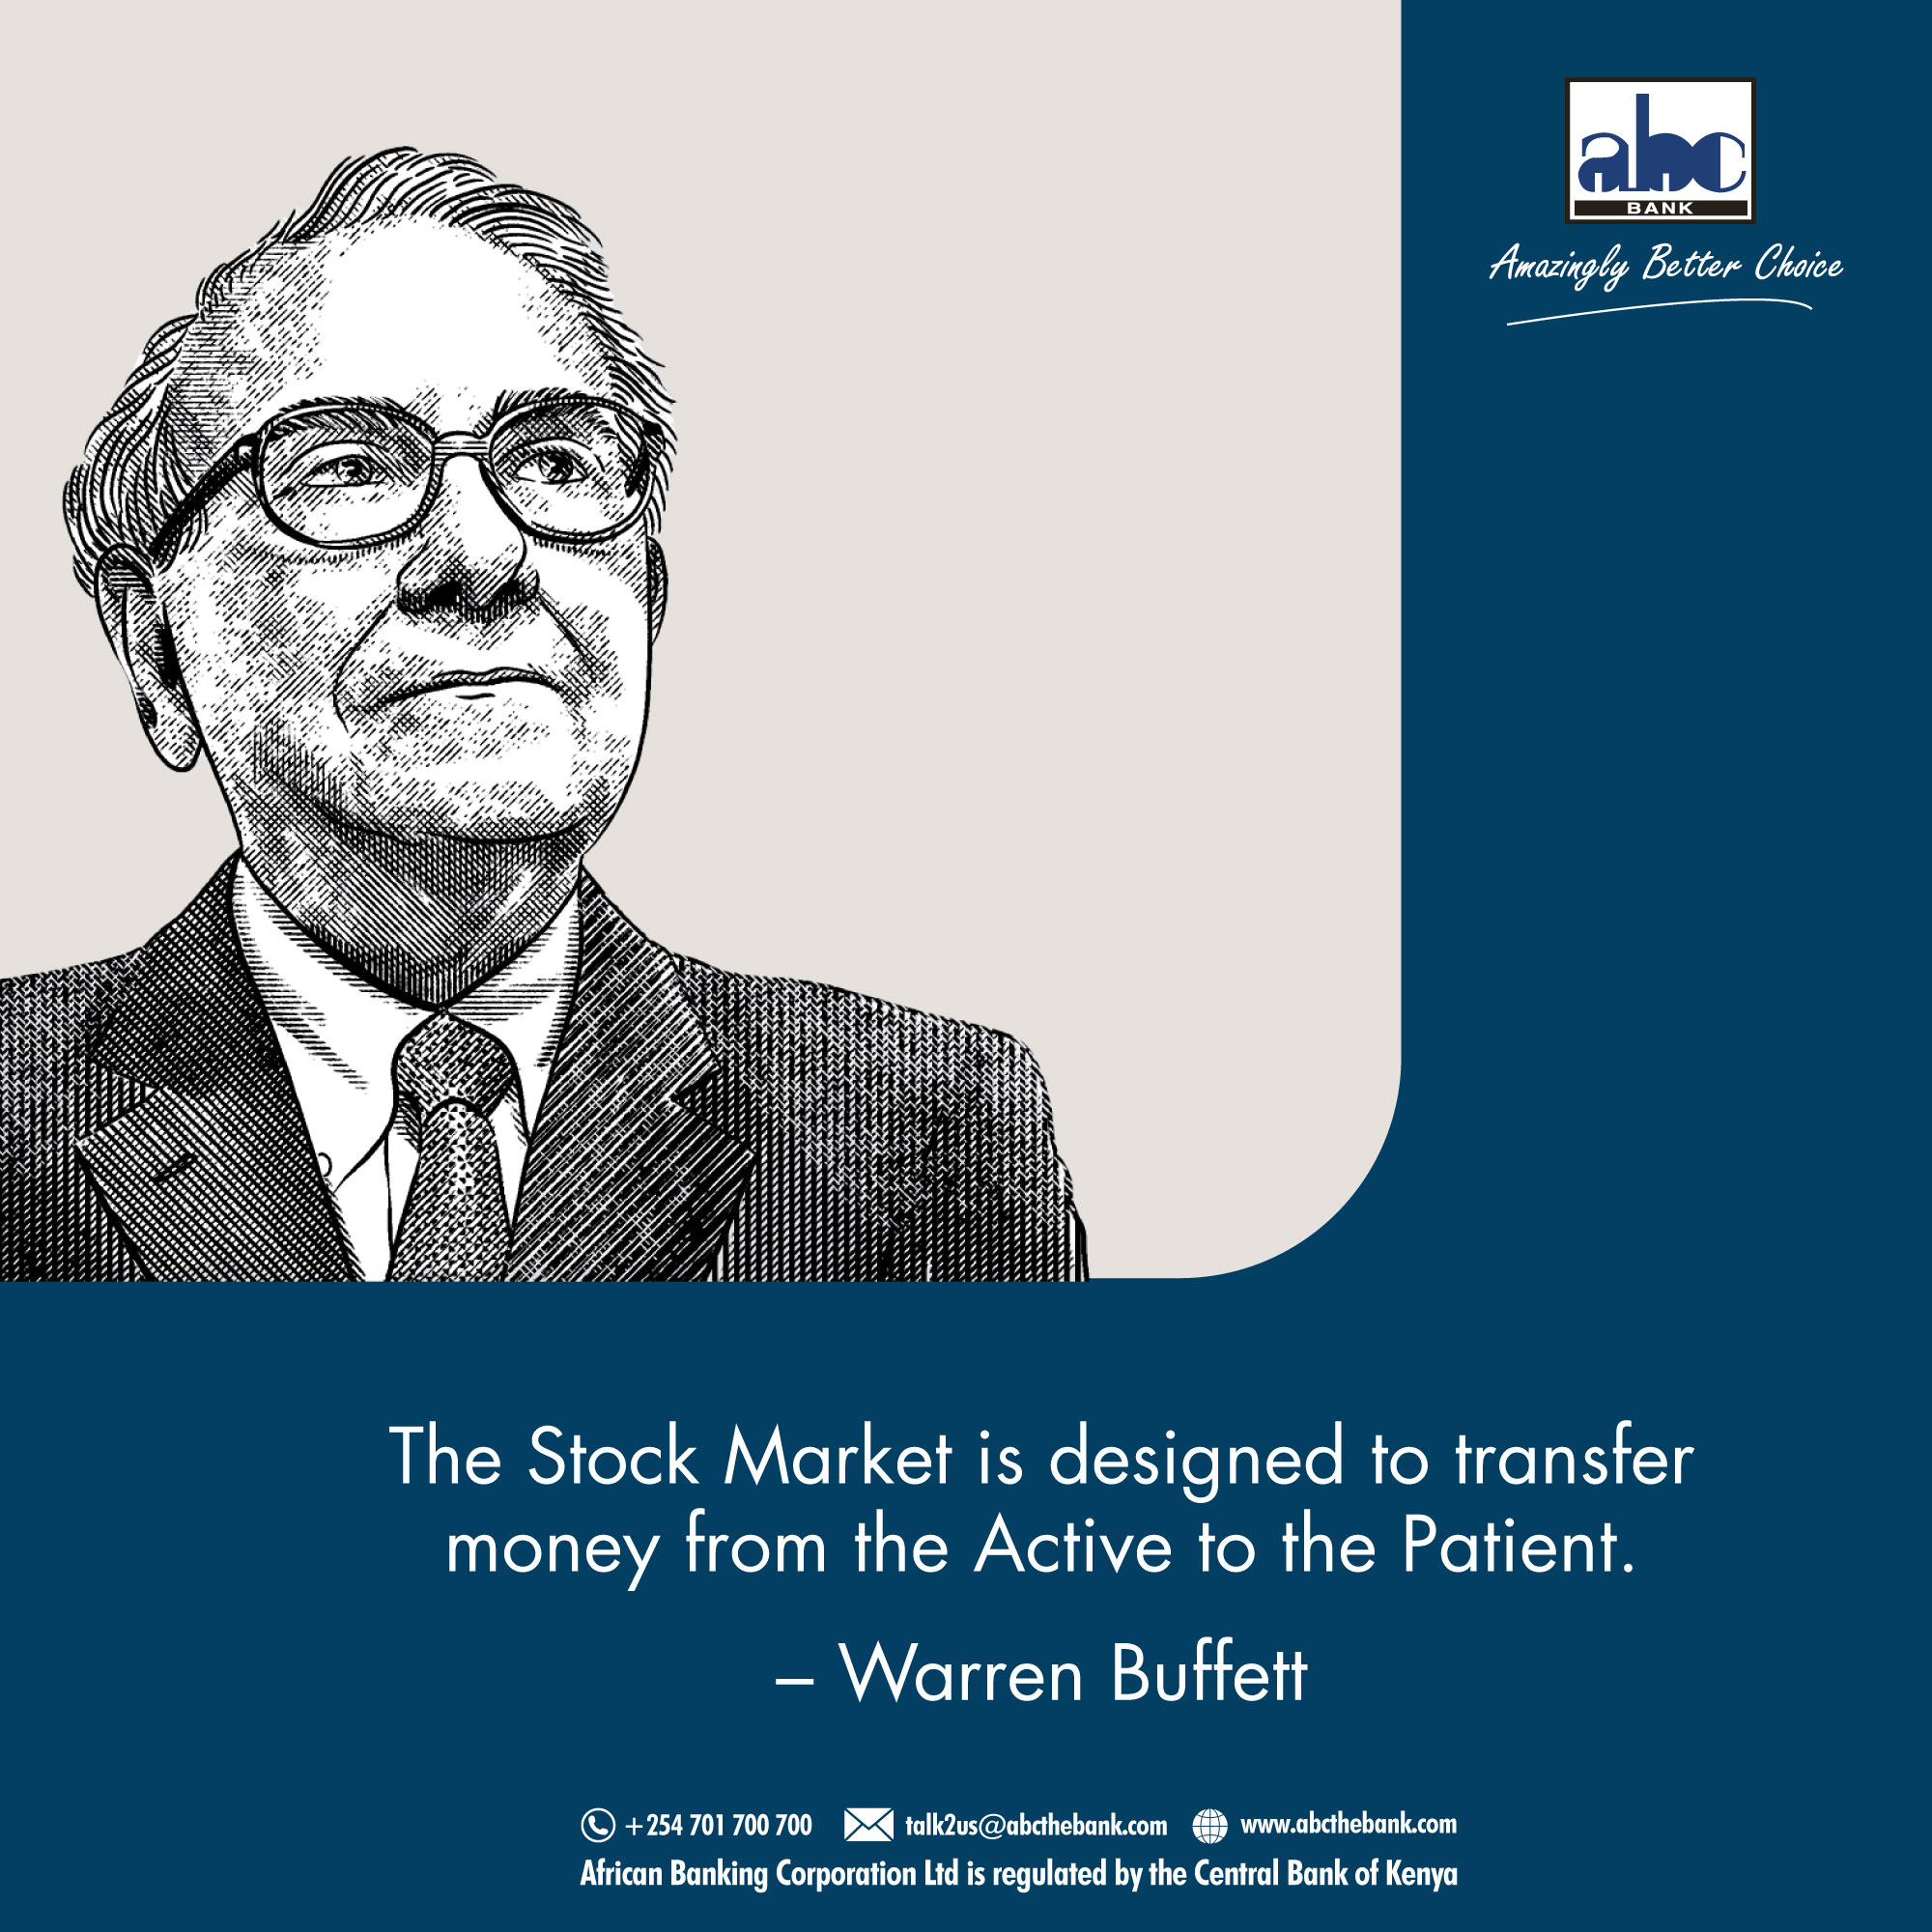 abc
BANK
Amazingly Better Choice
The Stock Market is designed to transfer
money from the Active to the Patient.
– Warren Buffett
+254 701 700 700 talk2us@abcthebank.com www.abcthebank.com
African Banking Corporation Ltd is regulated by the Central Bank of Kenya